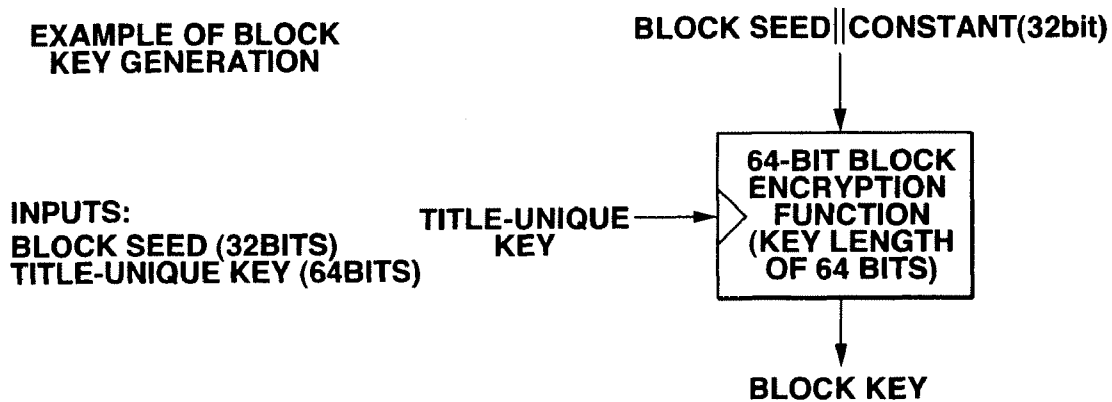 EXAMPLE OF BLOCK
KEY GENERATION
BLOCK SEED||CONSTANT(32bit)
64-BIT BLOCK
ENCRYPTION
FUNCTION
(KEY LENGTH
OF 64 BITS)
TITLE-UNIQUE
KEY
INPUTS:
BLOCK SEED (32BITS)
TITLE-UNIQUE KEY (64BITS)
BLOCK KEY